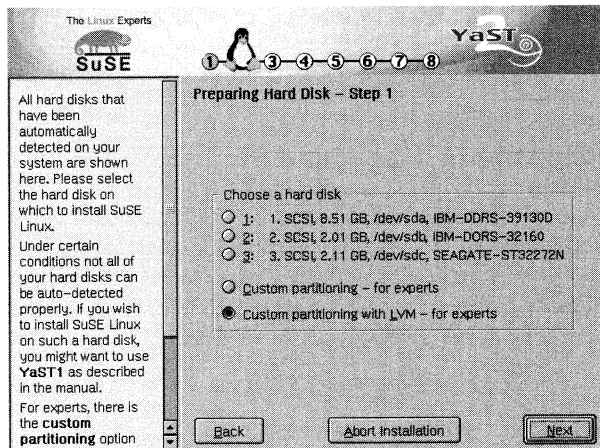 The Linux Experts
SuSE
YaST
2
1 3 4 5 6 7 8
All hard disks that
have been
automatically
detected on your
system are shown
here. Please select
the hard disk on
which to install SuSE
Linux.
Under certain
conditions not all of
your hard disks can
be auto-detected
properly. If you wish
to install SuSE Linux
on such a hard disk,
you might want to use
YaST1 as described
in the manual.
For experts, there is
the custom
partitioning option
Preparing Hard Disk - Step 1
Choose a hard disk
1: 1. SCSI, 8.51 GB, /dev/sda, IBM-DDRS-39130D
2: 2. SCSI, 2.01 GB, /dev/sdb, IBM-DORS-32160
3: 3. SCSI, 2.11 GB, /dev/sdc, SEAGATE-ST32272N
Custom partitioning - for experts
Custom partitioning with LVM - for experts
Back
Abort Installation
Next